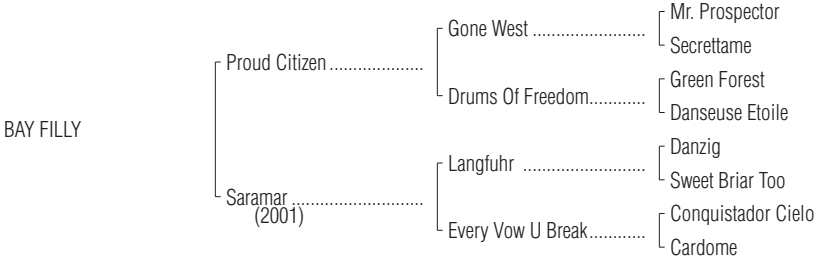 Mr. Prospector
Gone West ........................
Secrettame
Proud Citizen ....................
Green Forest
Drums Of Freedom............
Danseuse Etoile
BAY FILLY
Danzig
Langfuhr ..........................
Sweet Briar Too
Saramar ............................
(2001)
Conquistador Cielo
Every Vow U Break............
Cardome